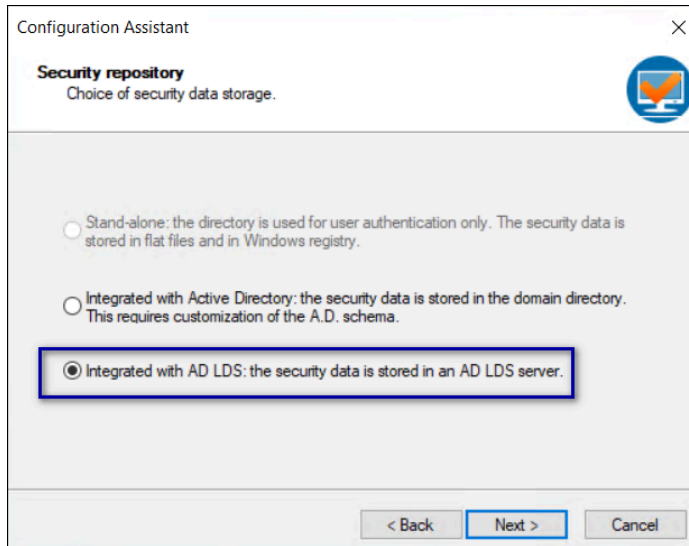 Configuration Assistant
Security repository
Choice of security data storage.
Stand-alone: the directory is used for user authentication only. The security data is
stored in flat files and in Windows registry.
Integrated with Active Directory: the security data is stored in the domain directory.
This requires customization of the A.D. schema.
Integrated with AD LDS: the security data is stored in an AD LDS server.
< Back
Next >
Cancel